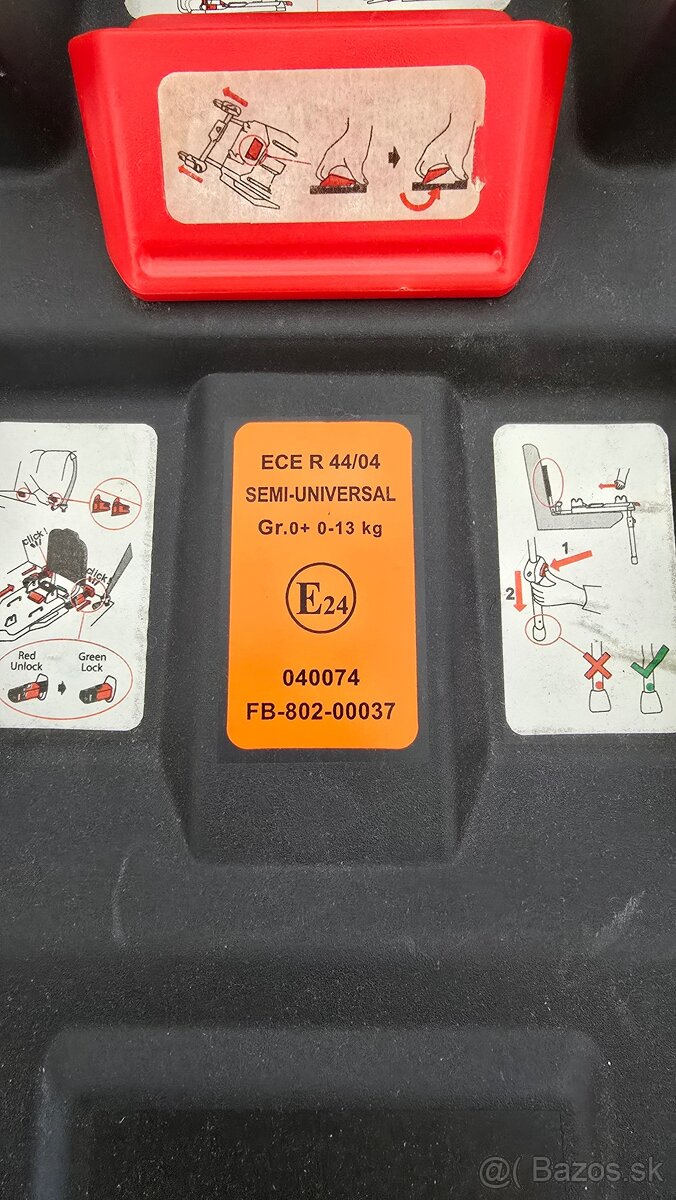 ECE R 44/04
SEMI-UNIVERSAL
Gr.0+ 0-13 kg
E24
040074
FB-802-00037
click!
click!
Red
Unlock
Green
Lock
1
2
@( Bazos.sk